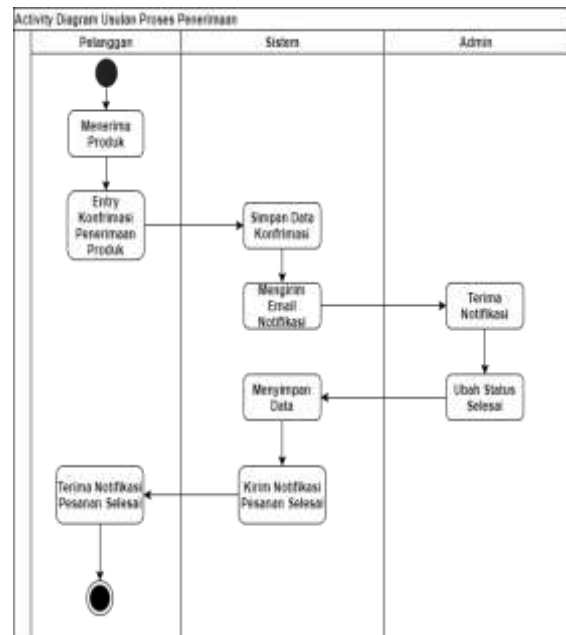 Activity Diagram Usulan Proses Penerimaan
Pelanggan
Sistem
Admin
Menerima
Produk
Entry
Konfrimasi
Penerimaan
Produk
Simpan Data
Konfrimasi
Mengirim
Email
Notifikasi
Terima
Notifikasi
Ubah Status
Selesai
Menyimpan
Data
Kirim Notifikasi
Pesanan Selesai
Terima Notifikasi
Pesanan Selesai